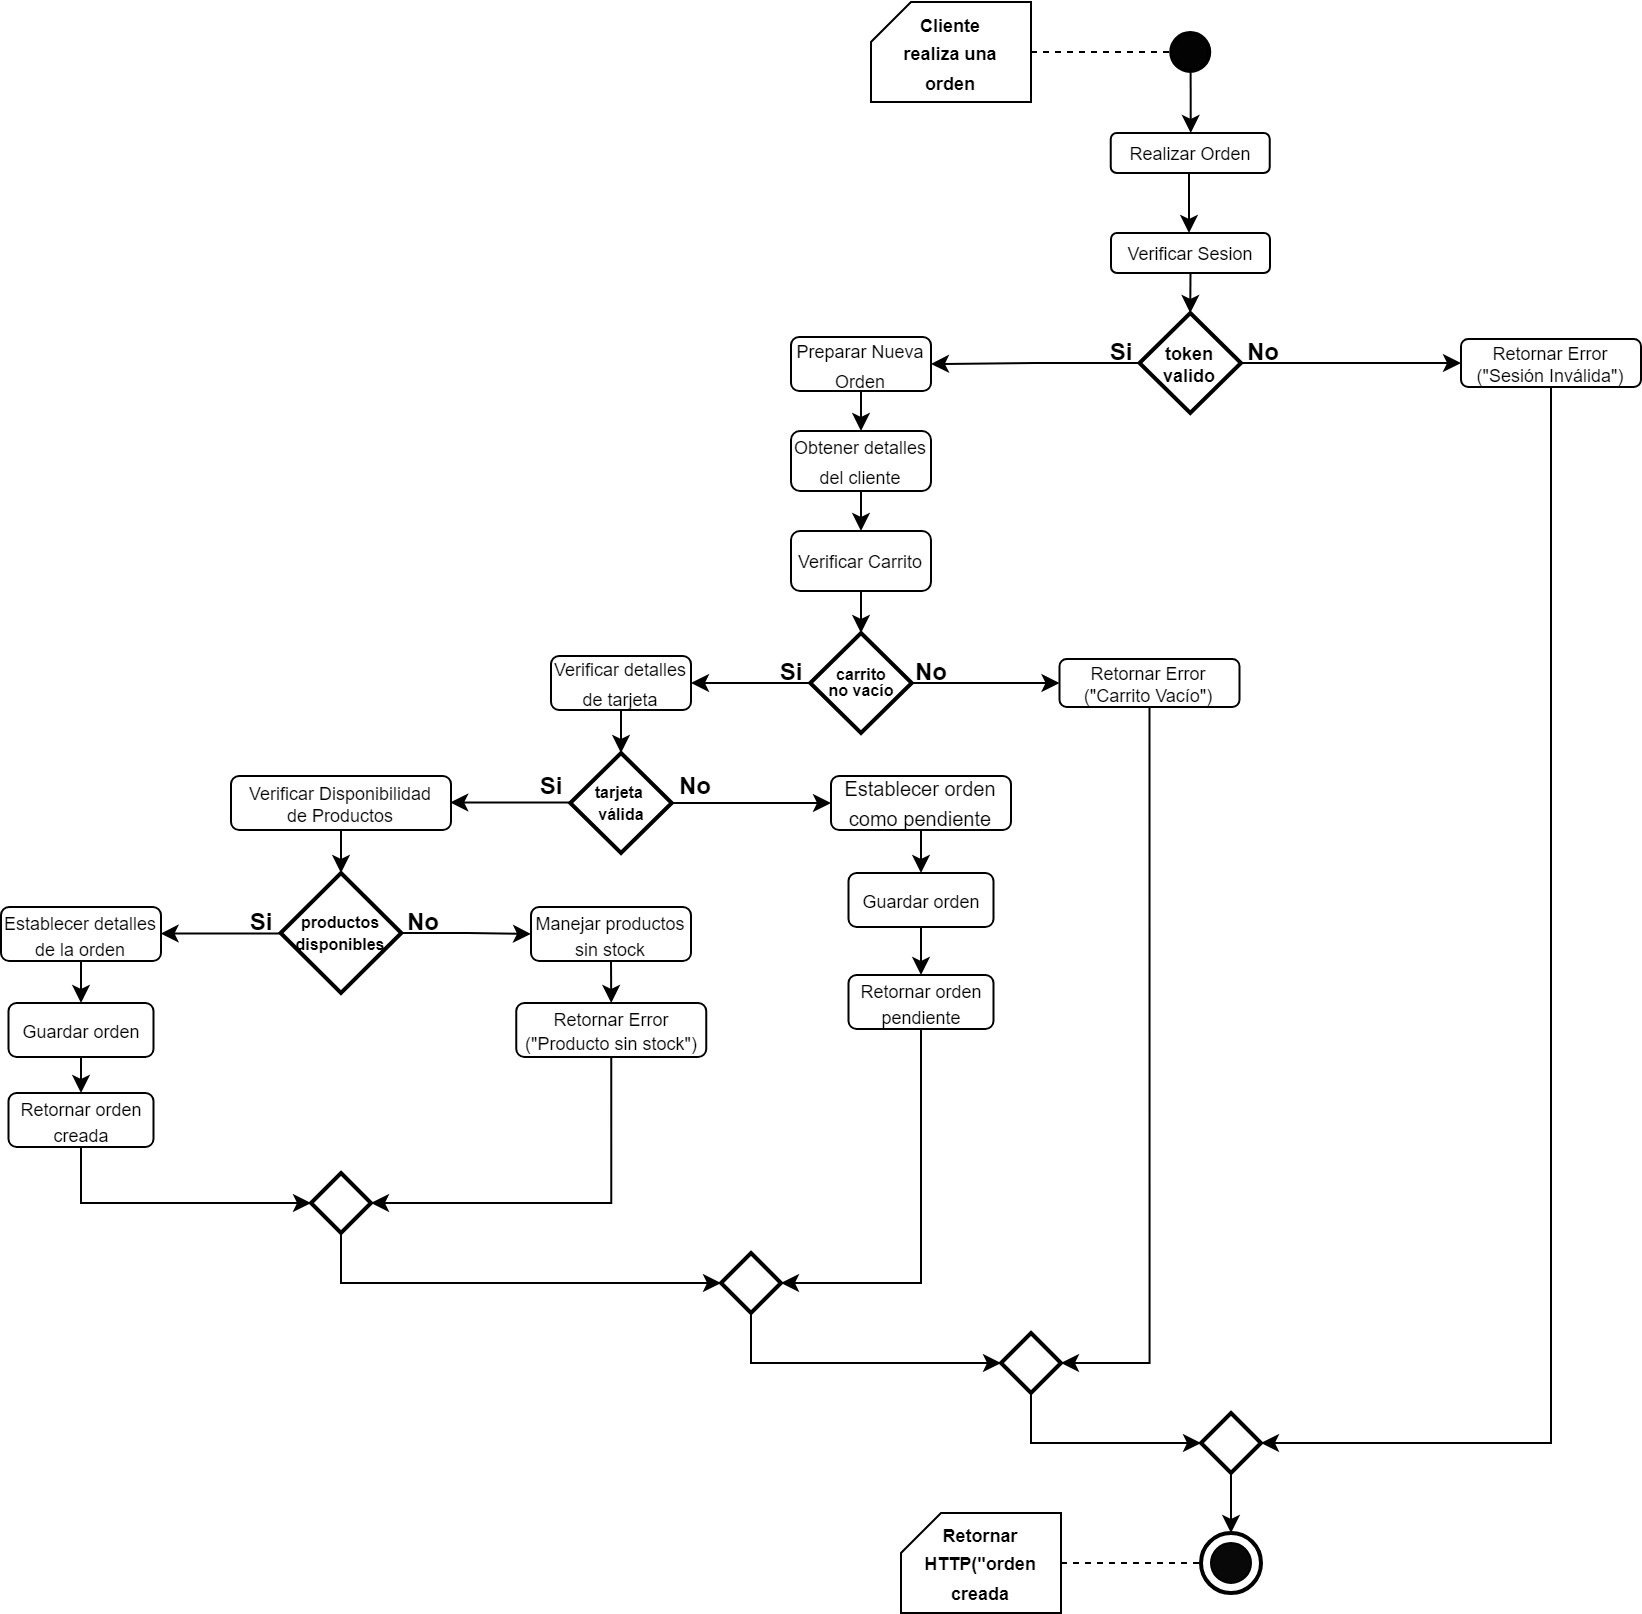 Cliente
realiza una
orden
Realizar Orden
Verificar Sesion
Si
token
valido
No
Preparar Nueva
Orden
Retornar Error
("Sesión Inválida")
Obtener detalles
del cliente
Verificar Carrito
Si
carrito
no vacío
No
Verificar detalles
de tarjeta
Retornar Error
("Carrito Vacío")
Si
tarjeta
válida
No
Verificar Disponibilidad
de Productos
Establecer orden
como pendiente
Guardar orden
Retornar orden
pendiente
Si
productos
disponibles
No
Establecer detalles
de la orden
Manejar productos
sin stock
Guardar orden
Retornar Error
("Producto sin stock")
Retornar orden
creada
Retornar
HTTP("orden
creada